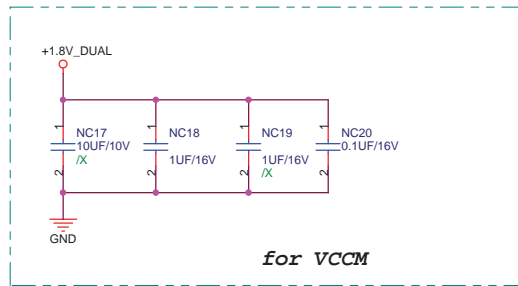 +1.8V_DUAL
1
NC17
10UF/10V
/X
2
1
NC18
1UF/16V
2
1
NC19
1UF/16V
/X
2
1
NC20
0.1UF/16V
2
GND
for VCCM